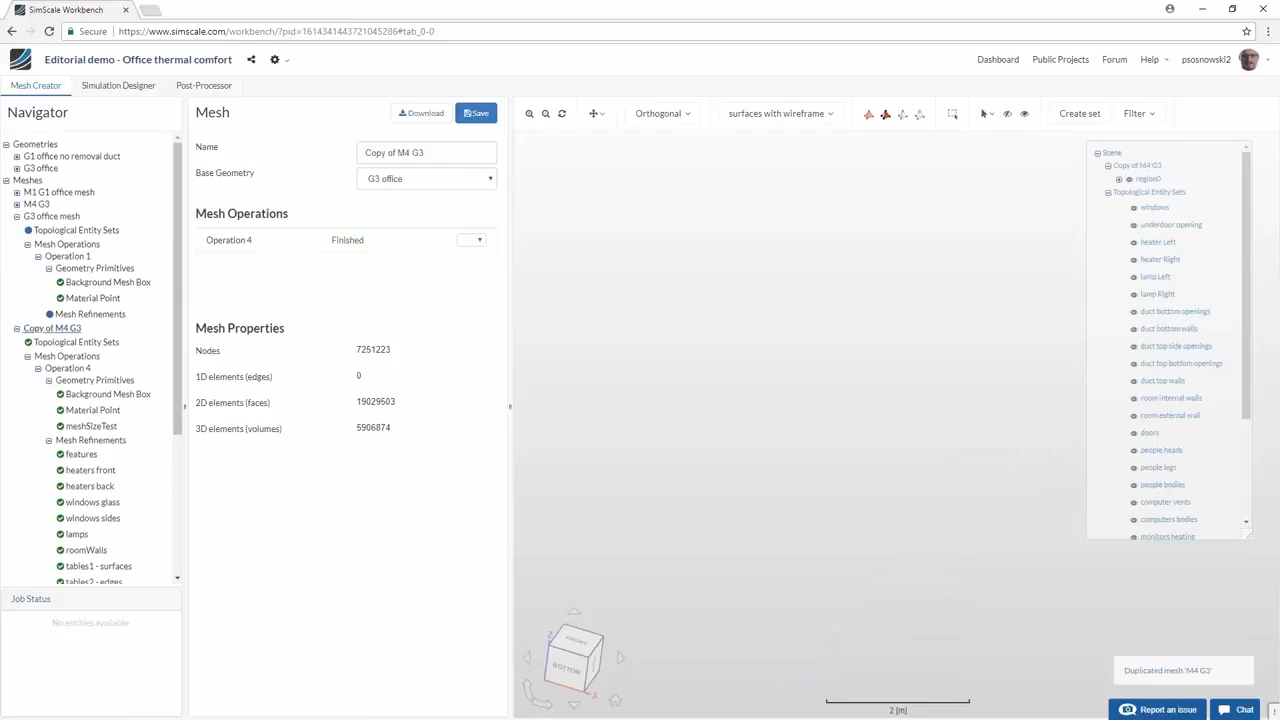 SimScale Workbench
Secure
https://www.simscale.com/workbench/?pid=1614341443721045286#tab_0-0
Editorial demo - Office thermal comfort
Dashboard
Public Projects
Forum
Help
psosnowski2
Mesh Creator
Simulation Designer
Post-Processor
Navigator
Geometries
G1 office no removal duct
G3 office
Meshes
M1 G1 office mesh
M4 G3
G3 office mesh
Topological Entity Sets
Mesh Operations
Operation 1
Geometry Primitives
Background Mesh Box
Material Point
Mesh Refinements
Copy of M4 G3
Topological Entity Sets
Mesh Operations
Operation 4
Geometry Primitives
Background Mesh Box
Material Point
meshSizeTest
Mesh Refinements
features
heaters front
heaters back
windows glass
windows sides
lamps
roomWalls
tables1 - surfaces
tables2 - edges
Job Status
No entities available
Mesh
Download
Save
Name
Copy of M4 G3
Base Geometry
G3 office
Mesh Operations
Operation 4
Finished
Mesh Properties
Nodes
7251223
1D elements (edges)
0
2D elements (faces)
19029503
3D elements (volumes)
5906874
Orthogonal
surfaces with wireframe
Create set
Filter
Scene
Copy of M4 G3
region0
Topological Entity Sets
windows
underdoor opening
heater Left
heater Right
lamp Left
lamp Right
duct bottom openings
duct bottom walls
duct top side openings
duct top bottom openings
duct top walls
room internal walls
room external wall
doors
people heads
people legs
people bodies
computer vents
computers bodies
monitors heating
FRONT
BOTTOM
Z
X
2 [m]
Duplicated mesh 'M4 G3'
Report an issue
Chat